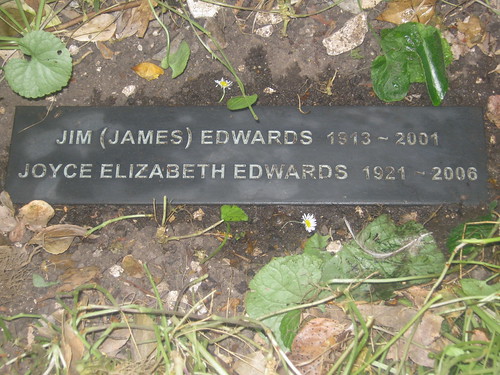 JIM (JAMES) EDWARDS 1913 ~ 2001
JOYCE ELIZABETH EDWARDS 1921 ~ 2006